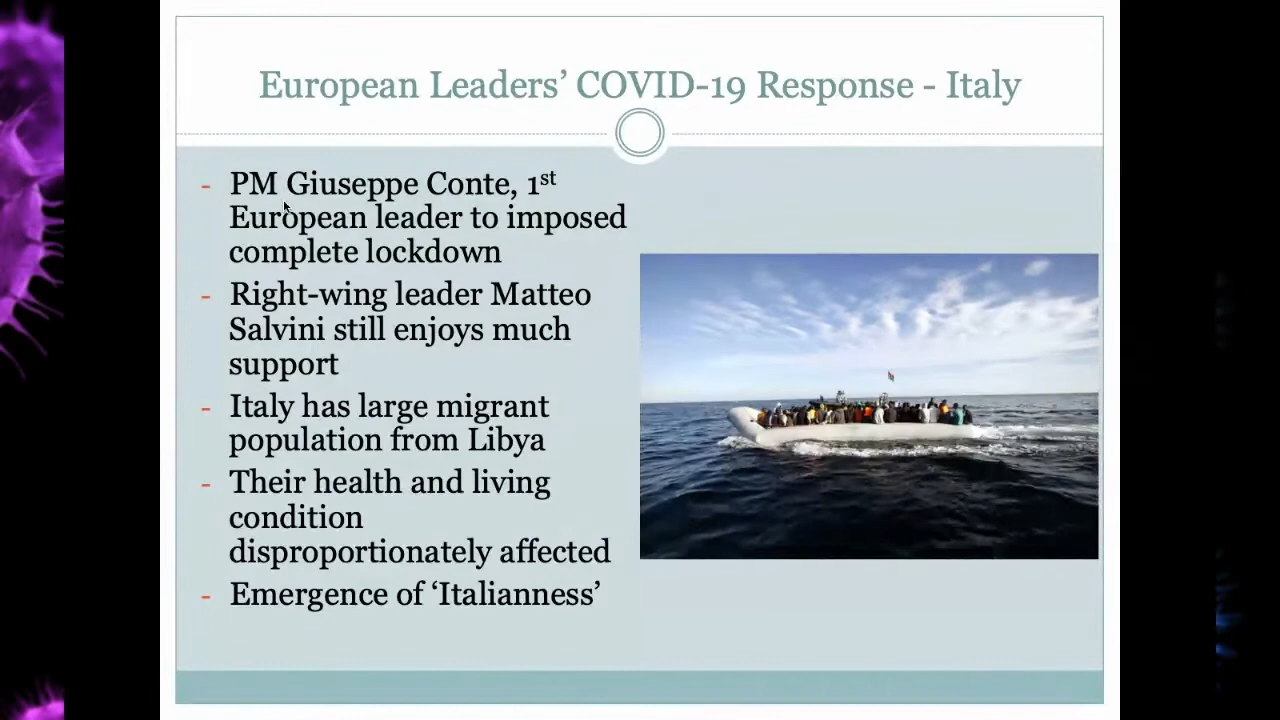 European Leaders’ COVID-19 Response - Italy
- PM Giuseppe Conte, 1st
European leader to imposed
complete lockdown
- Right-wing leader Matteo
Salvini still enjoys much
support
- Italy has large migrant
population from Libya
- Their health and living
condition
disproportionately affected
- Emergence of ‘Italianness’